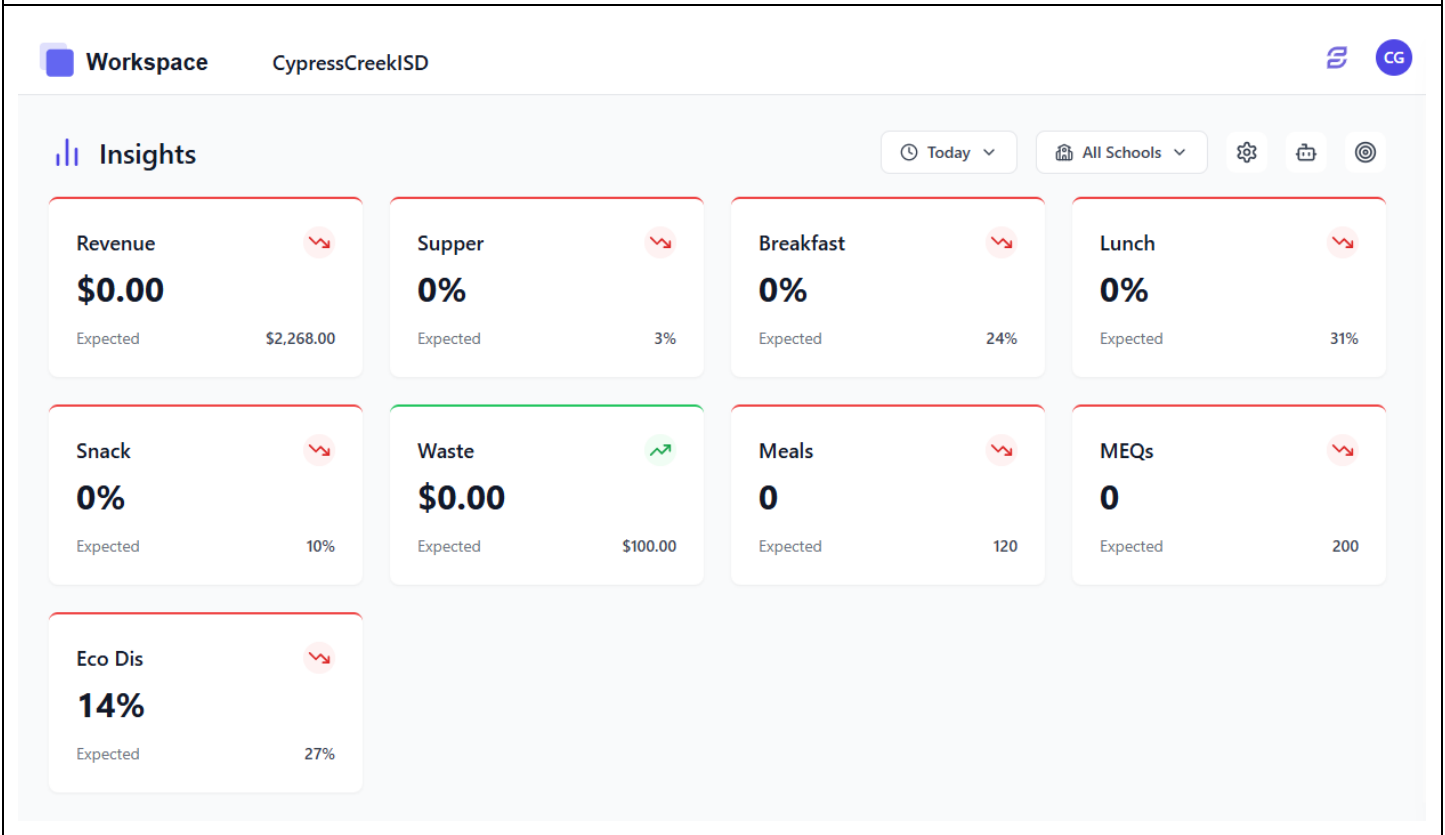 Workspace CypressCreekISD CG
Insights Today All Schools
Revenue
$0.00
Expected $2,268.00
Supper
0%
Expected 3%
Breakfast
0%
Expected 24%
Lunch
0%
Expected 31%
Snack
0%
Expected 10%
Waste
$0.00
Expected $100.00
Meals
0
Expected 120
MEQs
0
Expected 200
Eco Dis
14%
Expected 27%